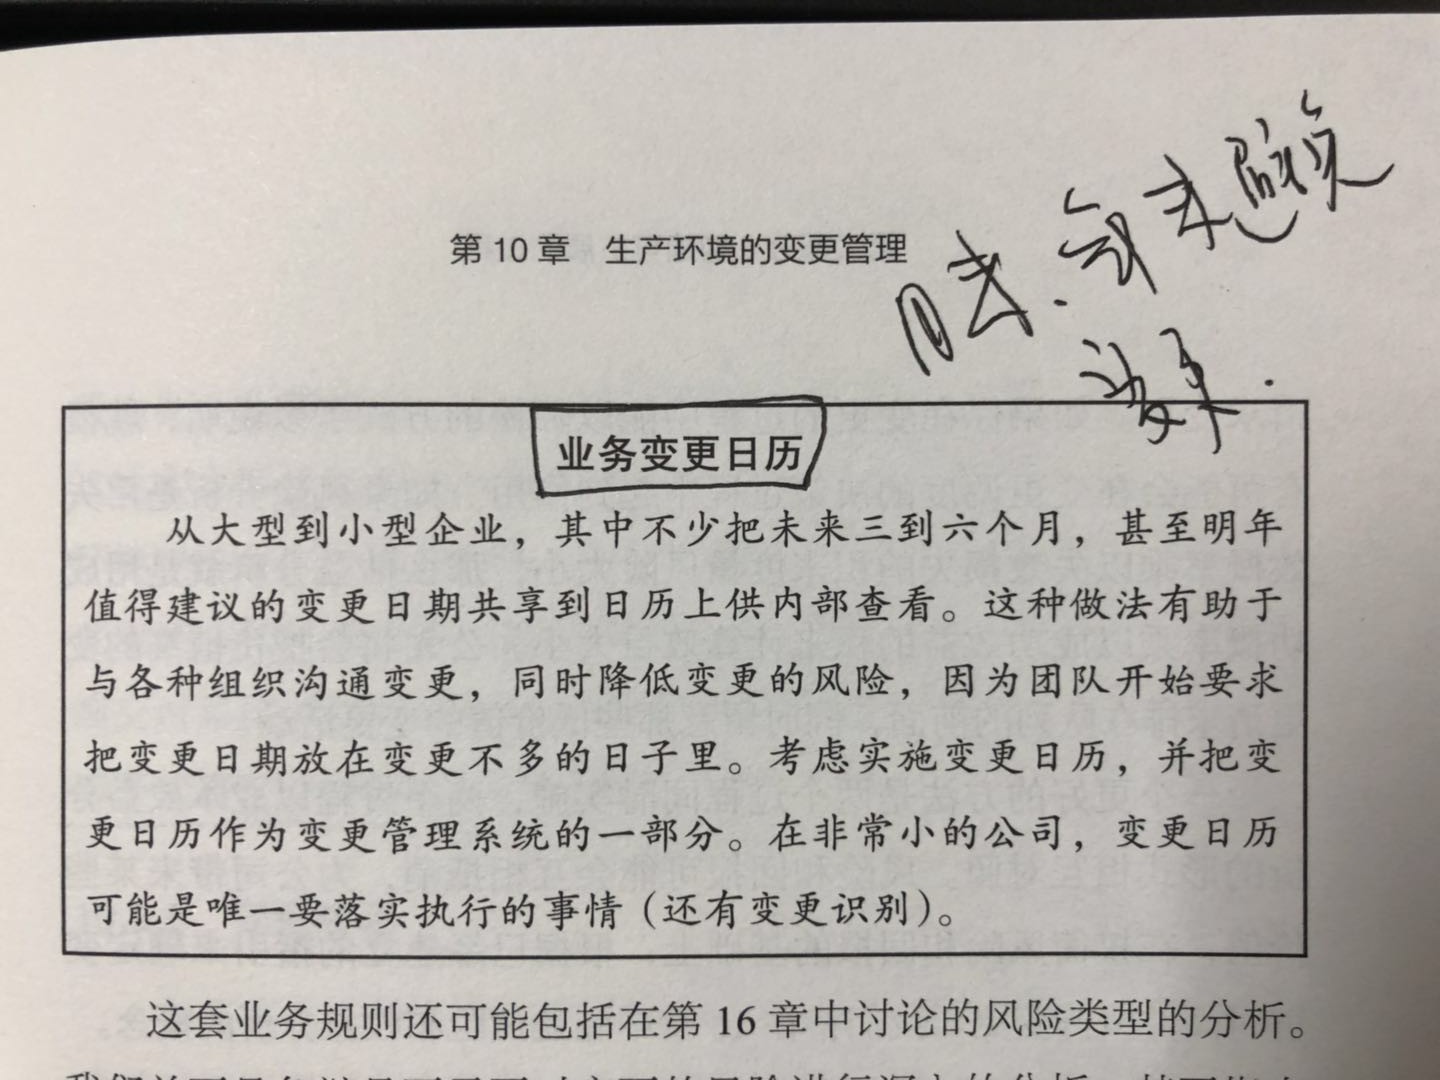 第 10 章 生产环境的变更管理
变更.
业务变更日历
从大型到小型企业，其中不少把未来三到六个月，甚至明年
值得建议的变更日期共享到日历上供内部查看。这种做法有助于
与各种组织沟通变更，同时降低变更的风险，因为团队开始要求
把变更日期放在变更不多的日子里。考虑实施变更日历，并把变
更日历作为变更管理系统的一部分。在非常小的公司，变更日历
可能是唯一要落实执行的事情（还有变更识别）。
这套业务规则还可能包括在第 16 章中讨论的风险类型的分析。